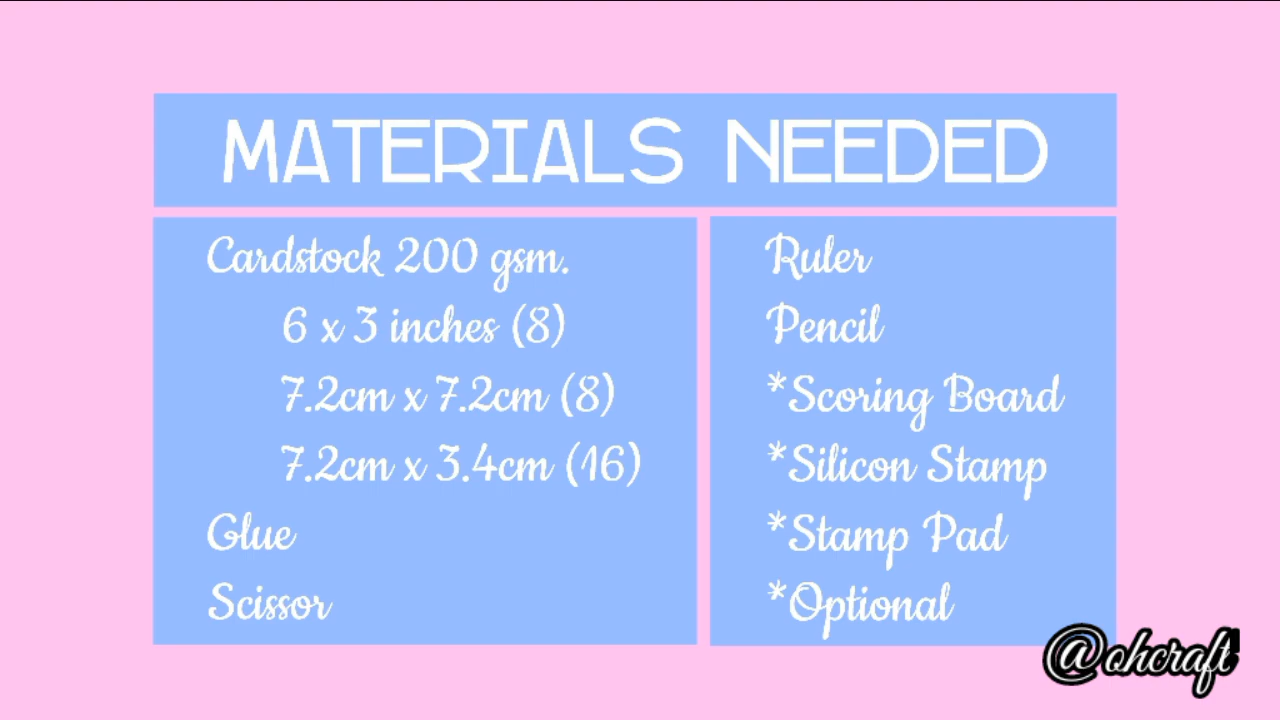 MATERIALS NEEDED
Cardstock 200 gsm.
6 x 3 inches (8)
7.2cm x 7.2cm (8)
7.2cm x 3.4cm (16)
Glue
Scissor
Ruler
Pencil
*Scoring Board
*Silicon Stamp
*Stamp Pad
*Optional
@ohcraft